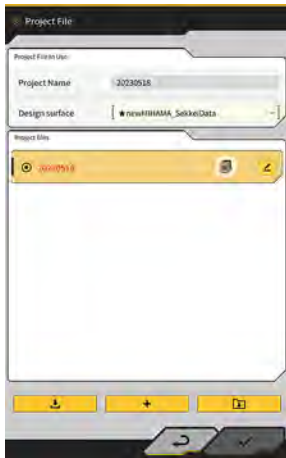 Project File
Project File in Use
Project Name
20230518
Design surface
★newMIHAMA_SekkeiData
Project Files
20230518